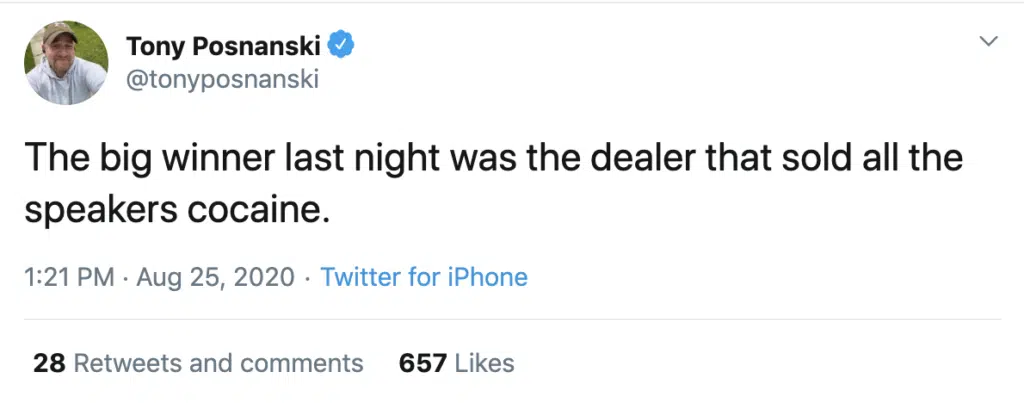 Tony Posnanski
@tonyposnanski
The big winner last night was the dealer that sold all the
speakers cocaine.
1:21 PM · Aug 25, 2020 · Twitter for iPhone
28 Retweets and comments 657 Likes